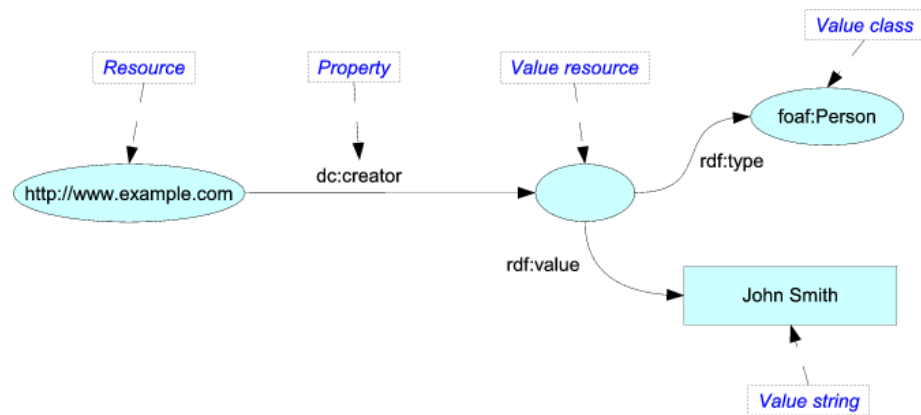 Value class
Resource
Property
Value resource
foaf:Person
rdf:type
http://www.example.com
dc:creator
rdf:value
John Smith
Value string